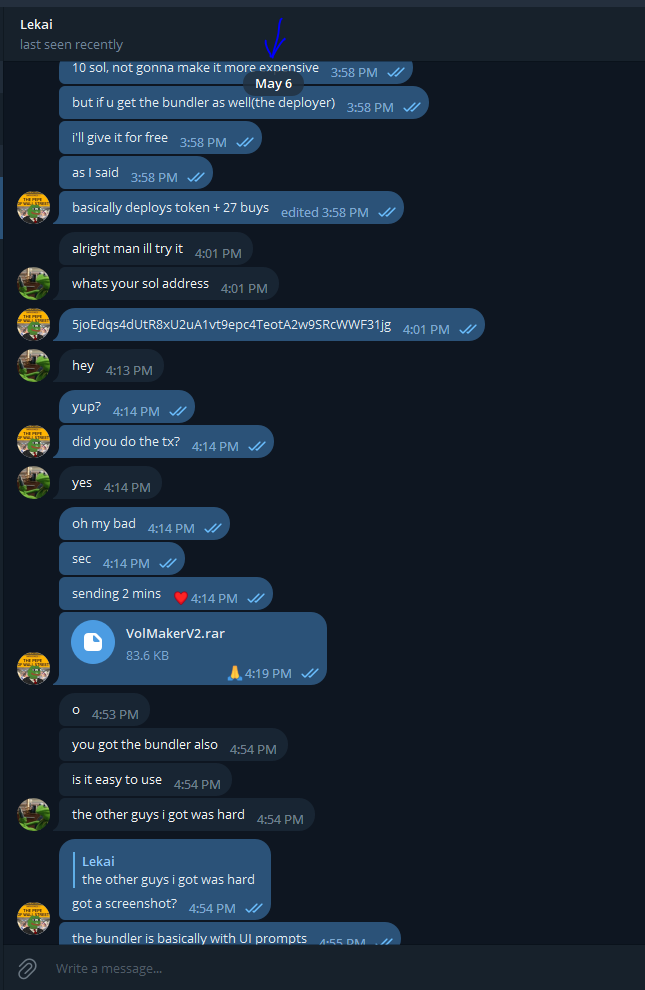 Lekai
last seen recently
10 sol, not gonna make it more expensive 3:58 PM
May 6
but if u get the bundler as well(the deployer) 3:58 PM
i'll give it for free 3:58 PM
as I said 3:58 PM
basically deploys token + 27 buys edited 3:58 PM
alright man ill try it 4:01 PM
whats your sol address 4:01 PM
5joEdqs4dUtR8xU2uA1vt9epc4TeotA2w9SRcWWF31jg 4:01 PM
hey 4:13 PM
yup? 4:14 PM
did you do the tx? 4:14 PM
yes 4:14 PM
oh my bad 4:14 PM
sec 4:14 PM
sending 2 mins ❤️ 4:14 PM
VolMakerV2.rar
83.6 KB
🙏 4:19 PM
o 4:53 PM
you got the bundler also 4:54 PM
is it easy to use 4:54 PM
the other guys i got was hard 4:54 PM
Lekai
the other guys i got was hard
got a screenshot? 4:54 PM
the bundler is basically with UI prompts 4:55 PM
Write a message...